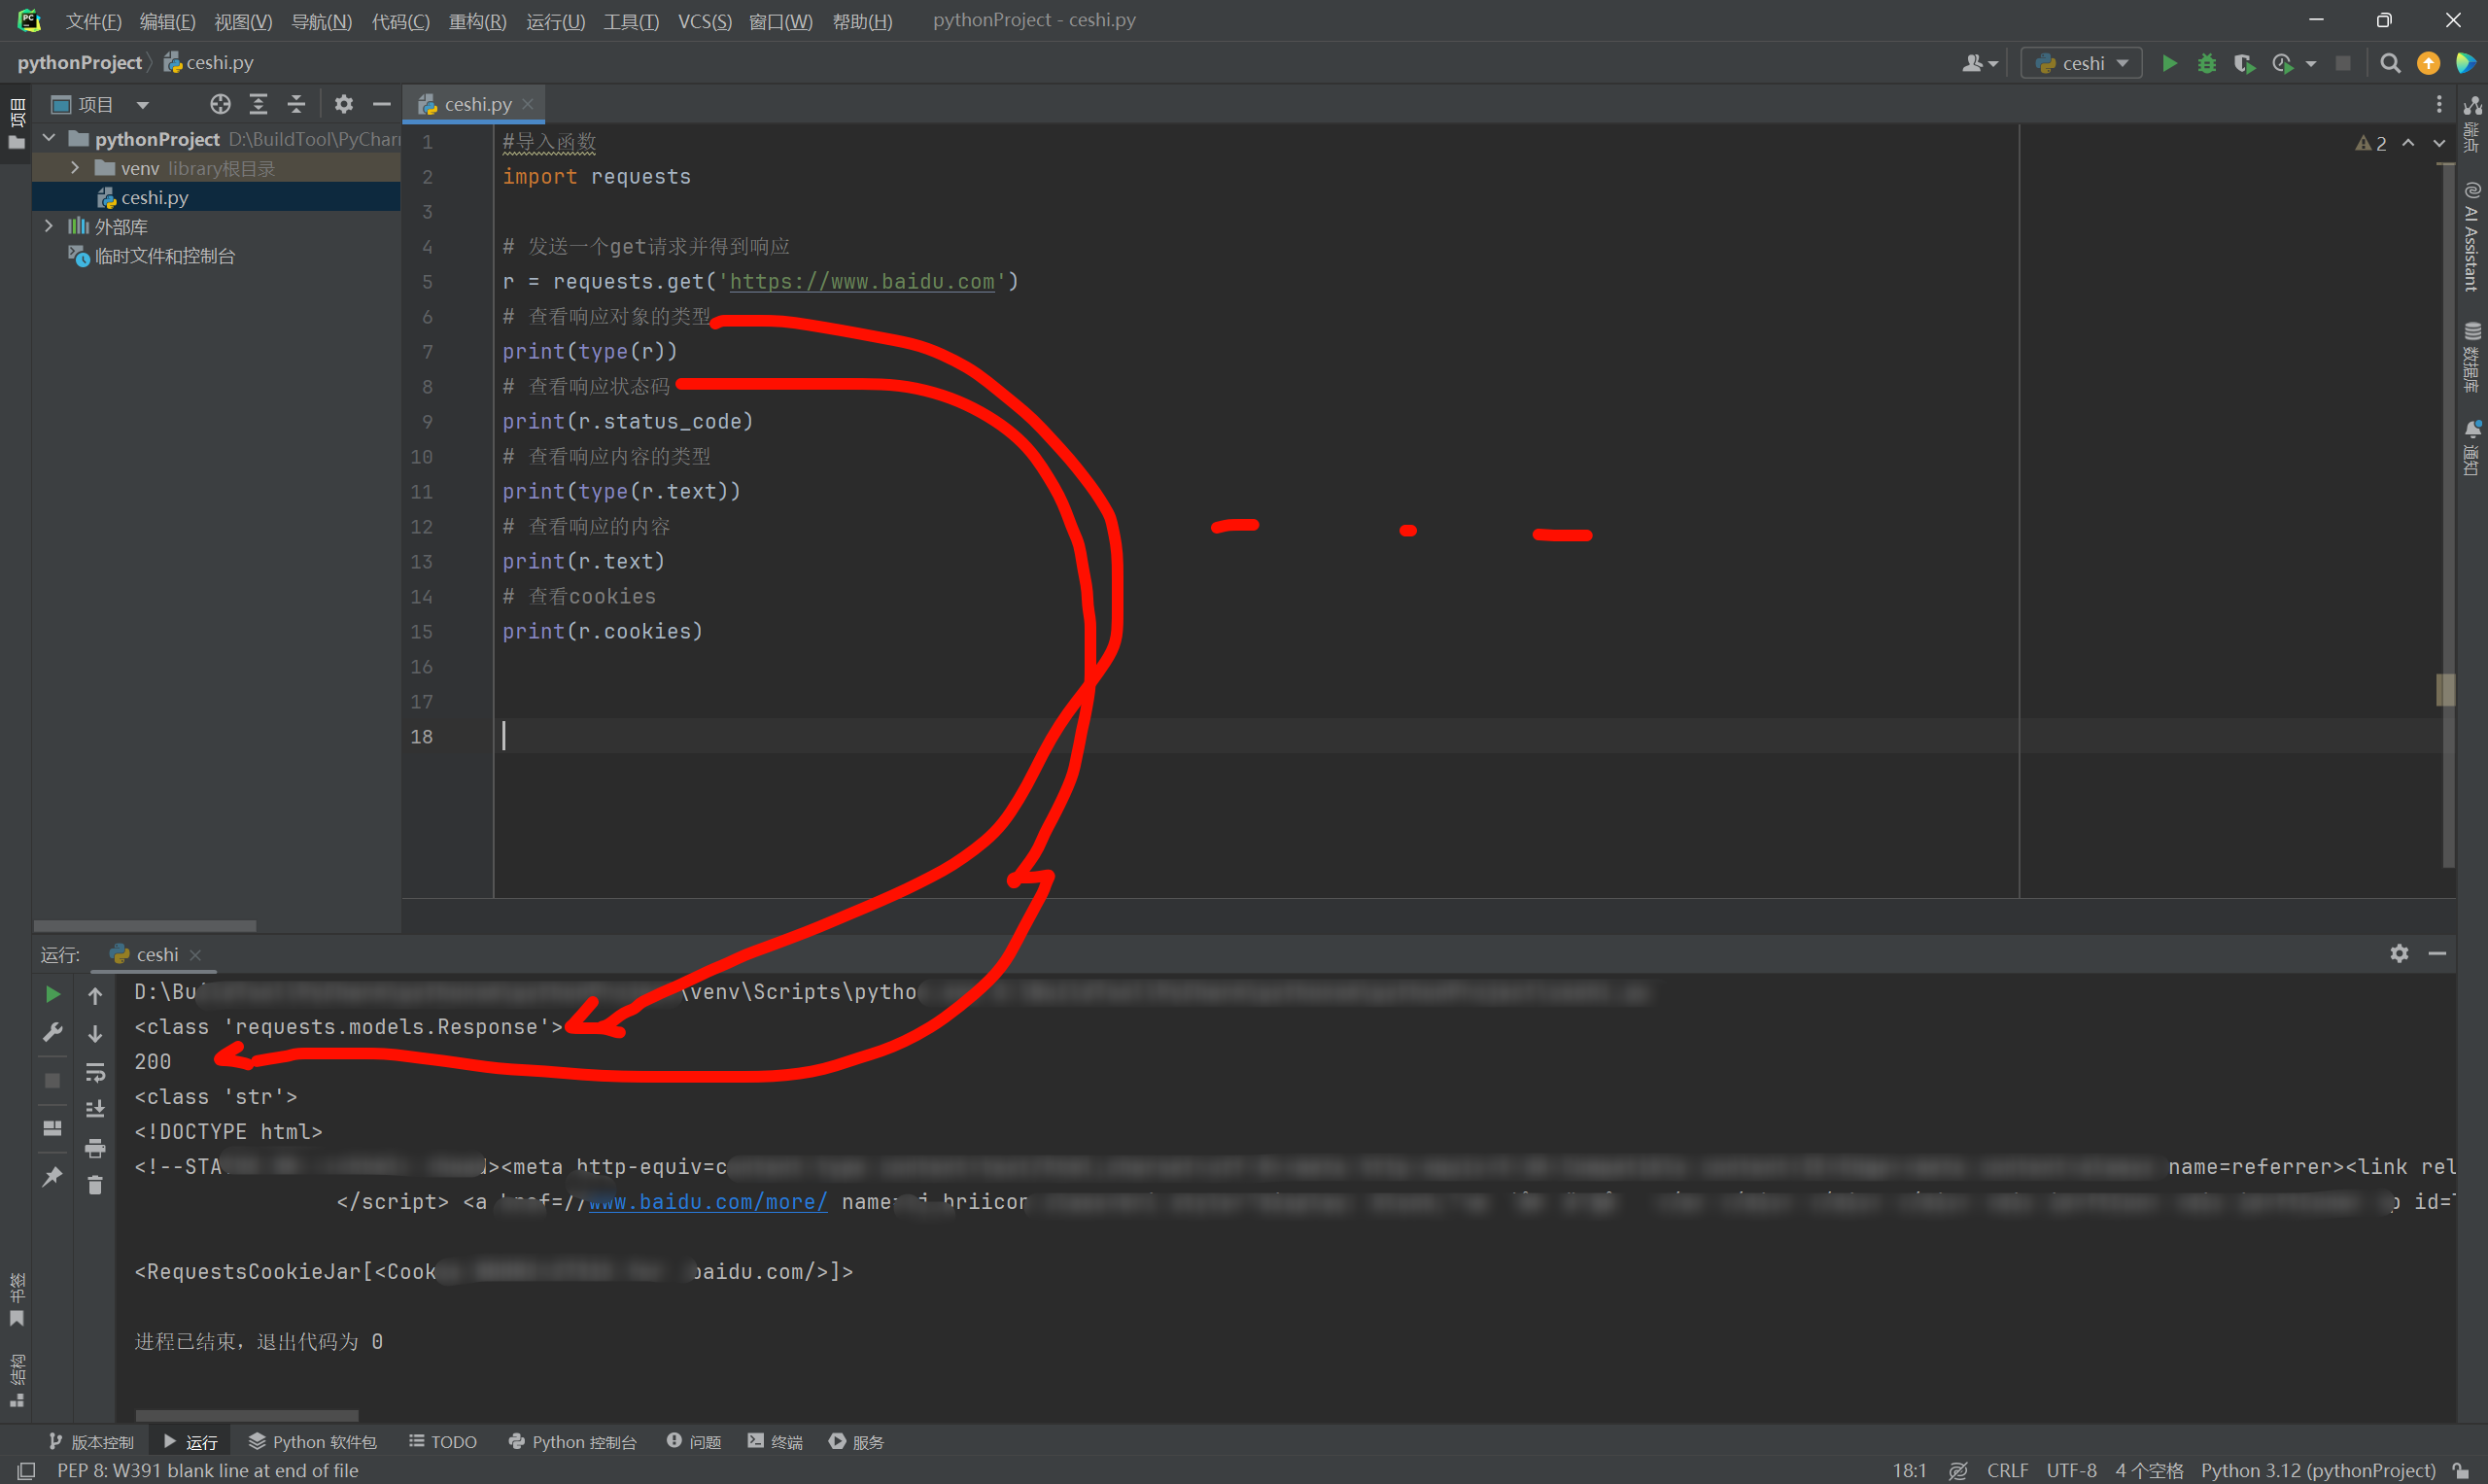 文件(F) 编辑(E) 视图(V) 导航(N) 代码(C) 重构(R) 运行(U) 工具(T) VCS(S) 窗口(W) 帮助(H) pythonProject - ceshi.py
pythonProject ceshi.py ceshi
项目 ceshi.py
pythonProject D:\BuildTool\PyChar
venv library根目录
ceshi.py
外部库
临时文件和控制台
项目
1 #导入函数
2 import requests
3
4 # 发送一个get请求并得到响应
5 r = requests.get('https://www.baidu.com')
6 # 查看响应对象的类型
7 print(type(r))
8 # 查看响应状态码
9 print(r.status_code)
10 # 查看响应内容的类型
11 print(type(r.text))
12 # 查看响应的内容
13 print(r.text)
14 # 查看cookies
15 print(r.cookies)
16
17
18
2
端点
AI Assistant
数据库
通知
运行: ceshi
D:\Bu \venv\Scripts\pytho
<class 'requests.models.Response'>
200
<class 'str'>
<!DOCTYPE html>
<!--STA ><meta http-equiv=c name=referrer><link rel
</script> <a href=//www.baidu.com/more/ name= briicon p id=
<RequestsCookieJar[<Cook baidu.com/>]>
进程已结束，退出代码为 0
书签
结构
版本控制 运行 Python 软件包 TODO Python 控制台 问题 终端 服务
PEP 8: W391 blank line at end of file 18:1 CRLF UTF-8 4 个空格 Python 3.12 (pythonProject)